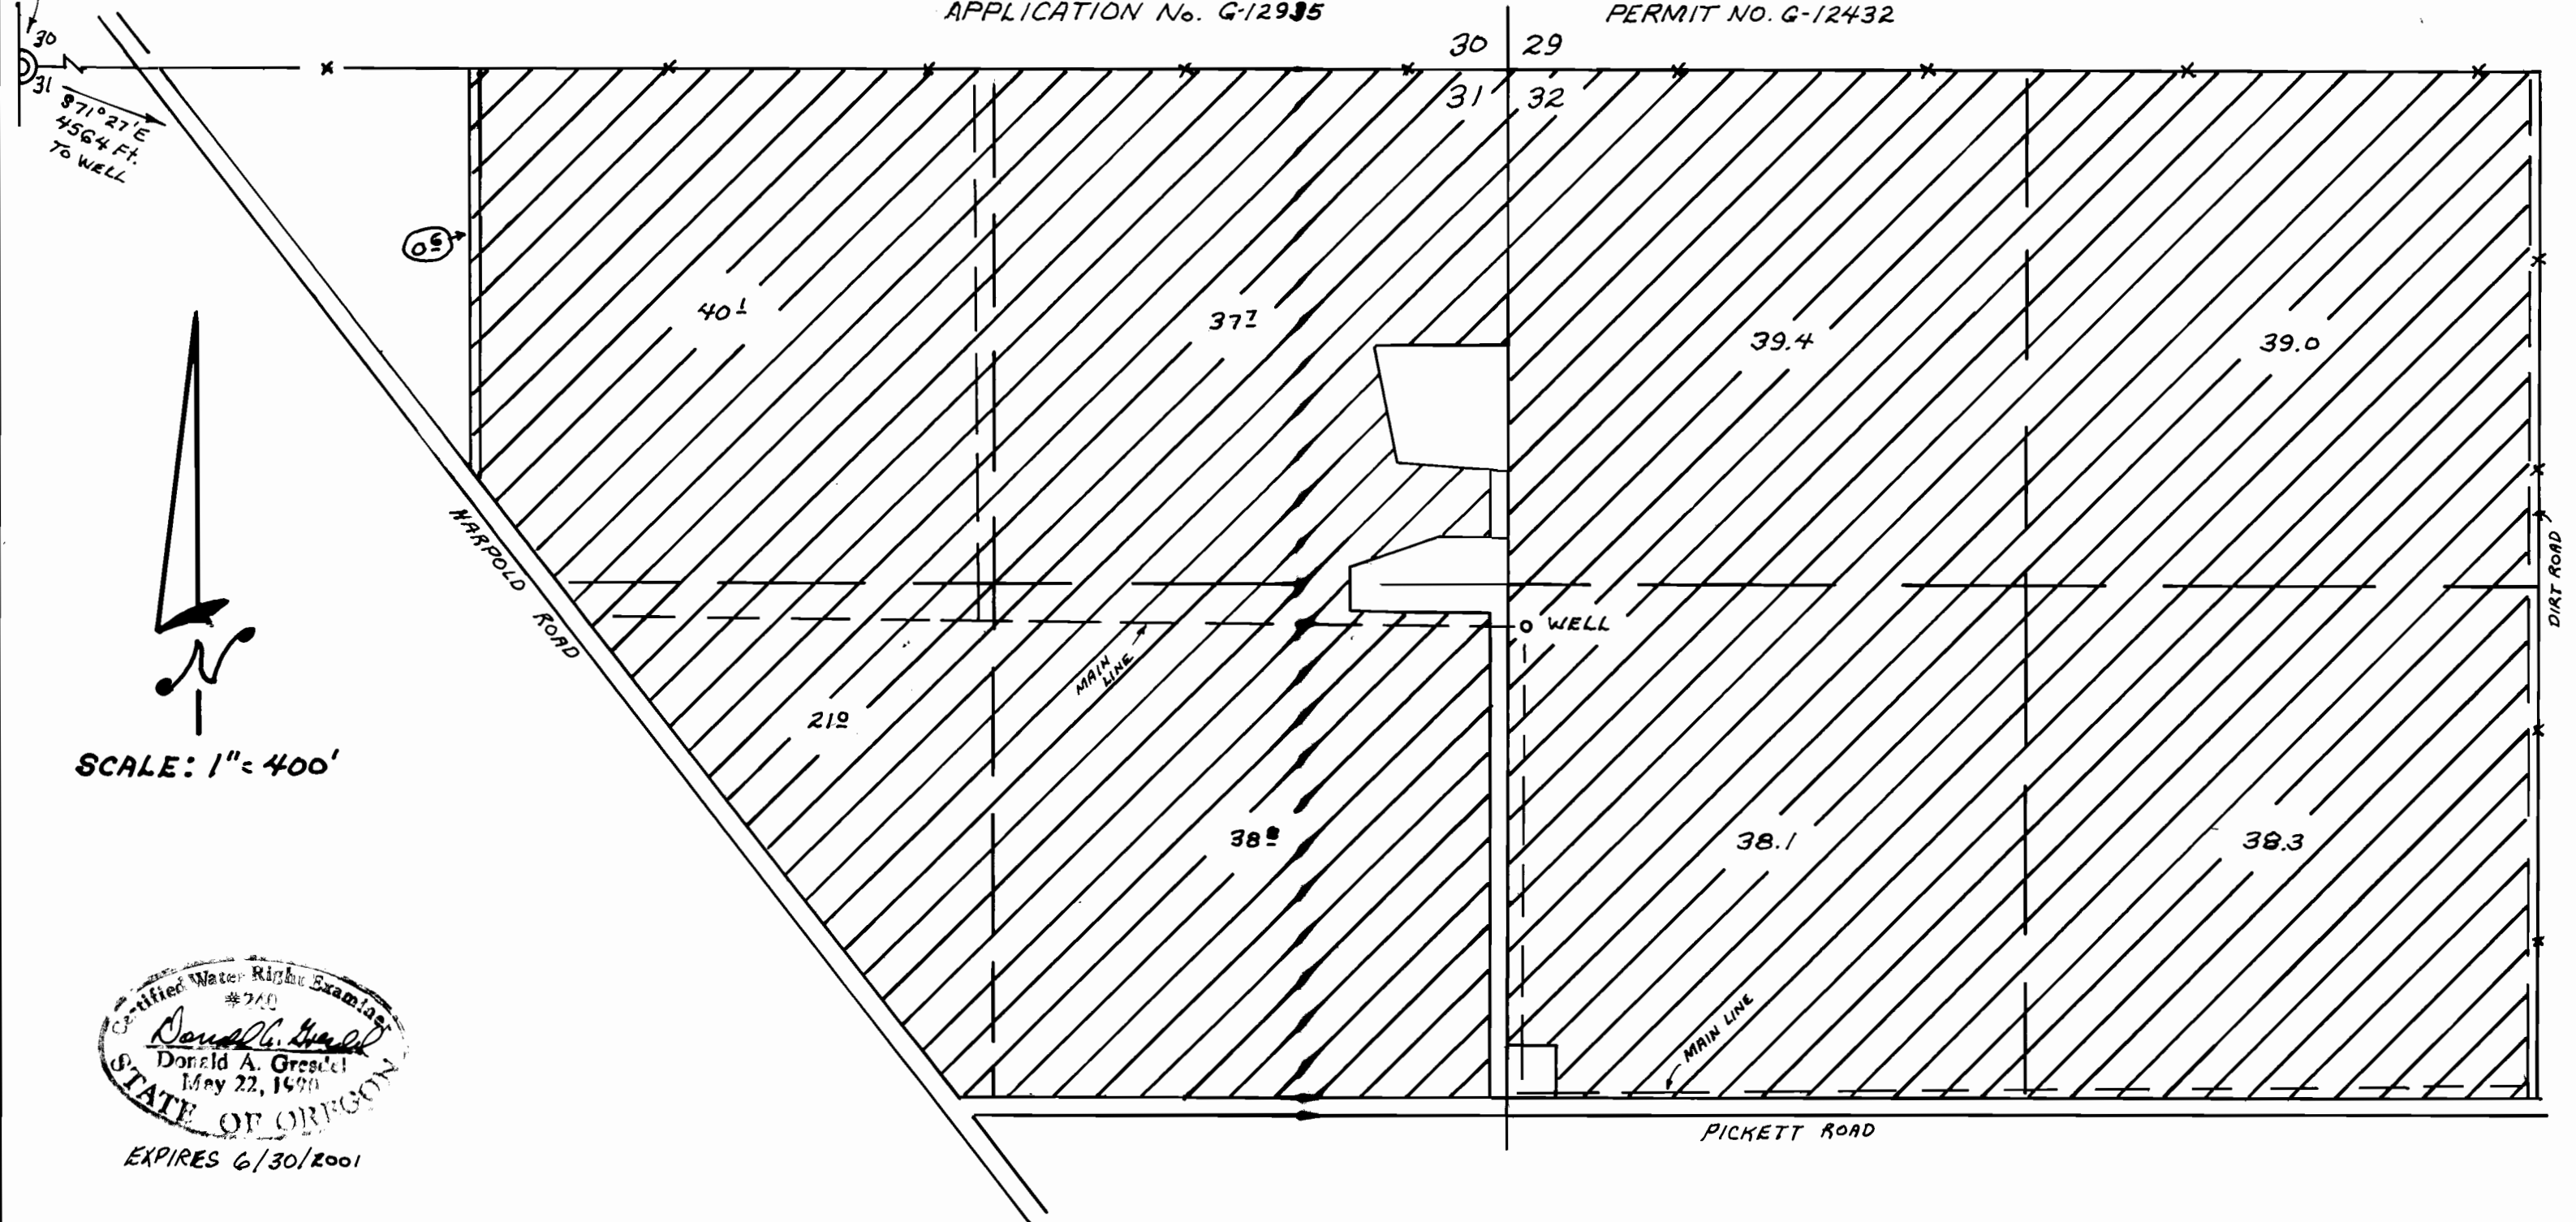 APPLICATION No. G-12935
PERMIT NO. G-12432
30
31
S71°27'E
4564 Ft.
TO WELL
30 29
31 32
0 6
40 1
37 7
39.4
39.0
HARPOLD ROAD
DIRT ROAD
WELL
MAIN
LINE
21 0
N
SCALE: 1" = 400'
38 8
38.1
38.3
MAIN LINE
Certified Water Right Examiner
Donald A.
May 22, 1990
STATE OF OREGON
EXPIRES 6/30/2001
PICKETT ROAD